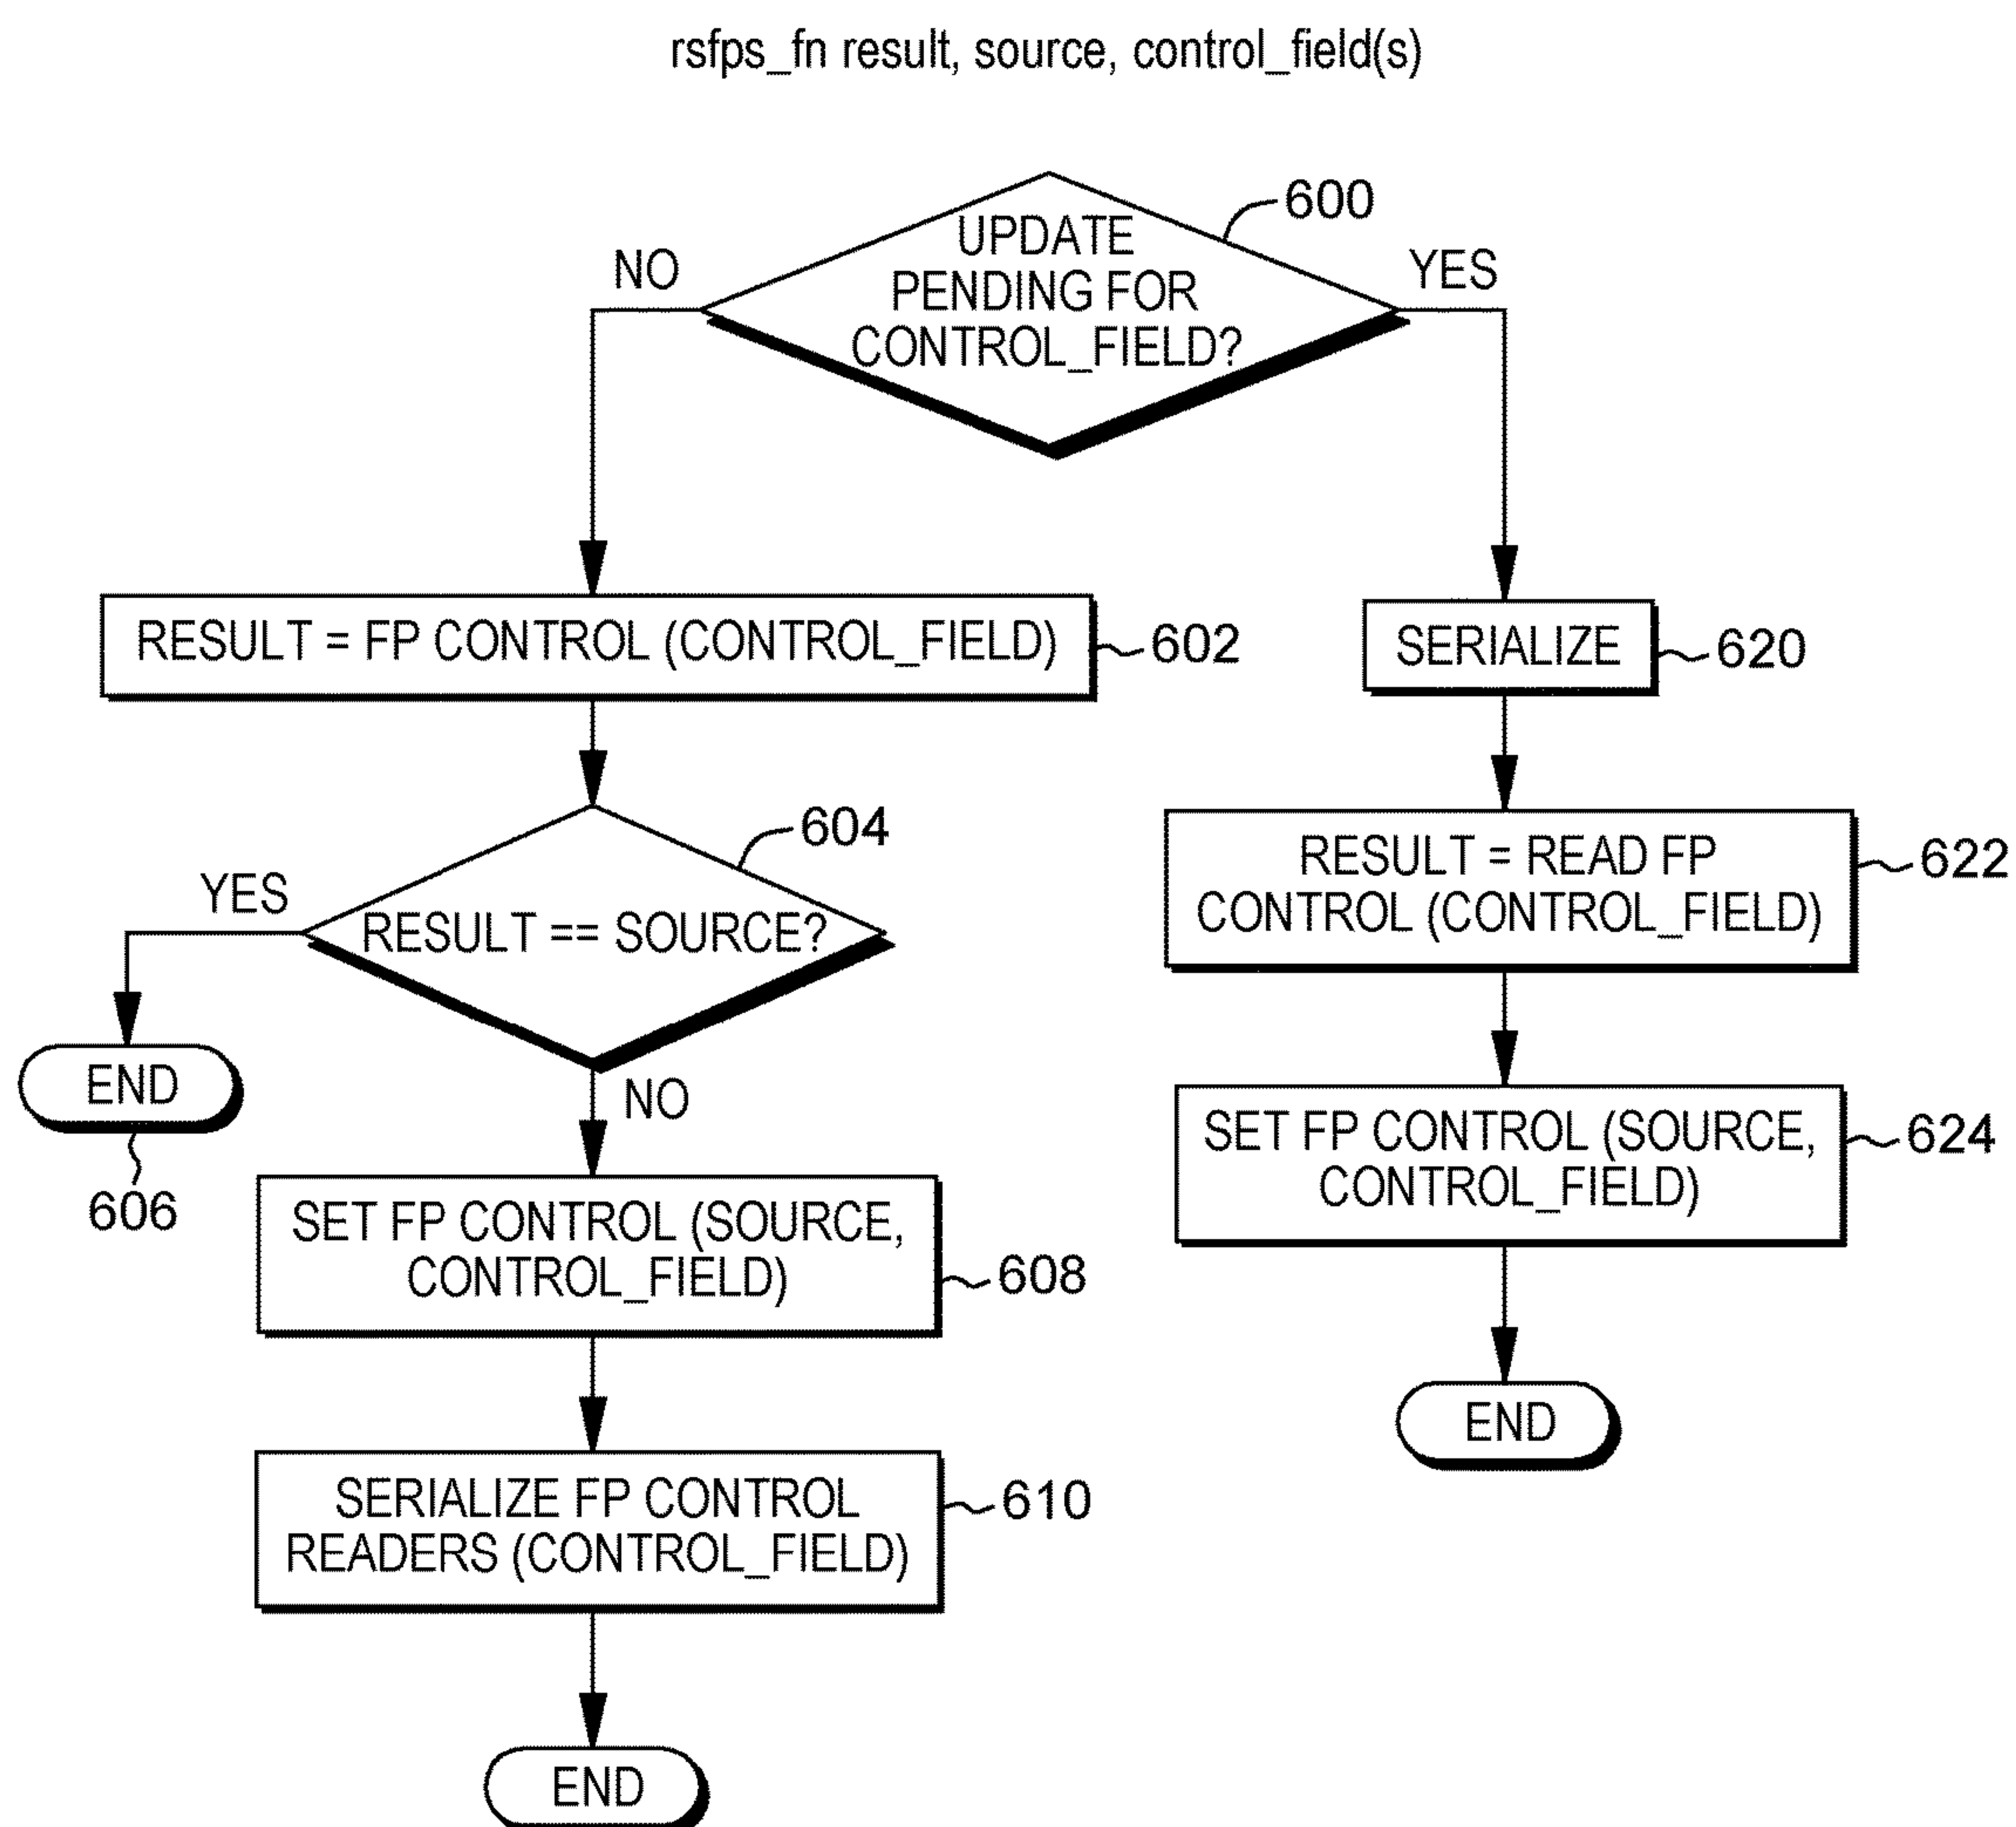 rsfps_fn result, source, control_field(s)
600
UPDATE
PENDING FOR
CONTROL_FIELD?
NO
YES
RESULT = FP CONTROL (CONTROL_FIELD)
602
SERIALIZE
620
604
RESULT == SOURCE?
YES
NO
END
606
RESULT = READ FP
CONTROL (CONTROL_FIELD)
622
SET FP CONTROL (SOURCE,
CONTROL_FIELD)
608
SET FP CONTROL (SOURCE,
CONTROL_FIELD)
624
SERIALIZE FP CONTROL
READERS (CONTROL_FIELD)
610
END
END